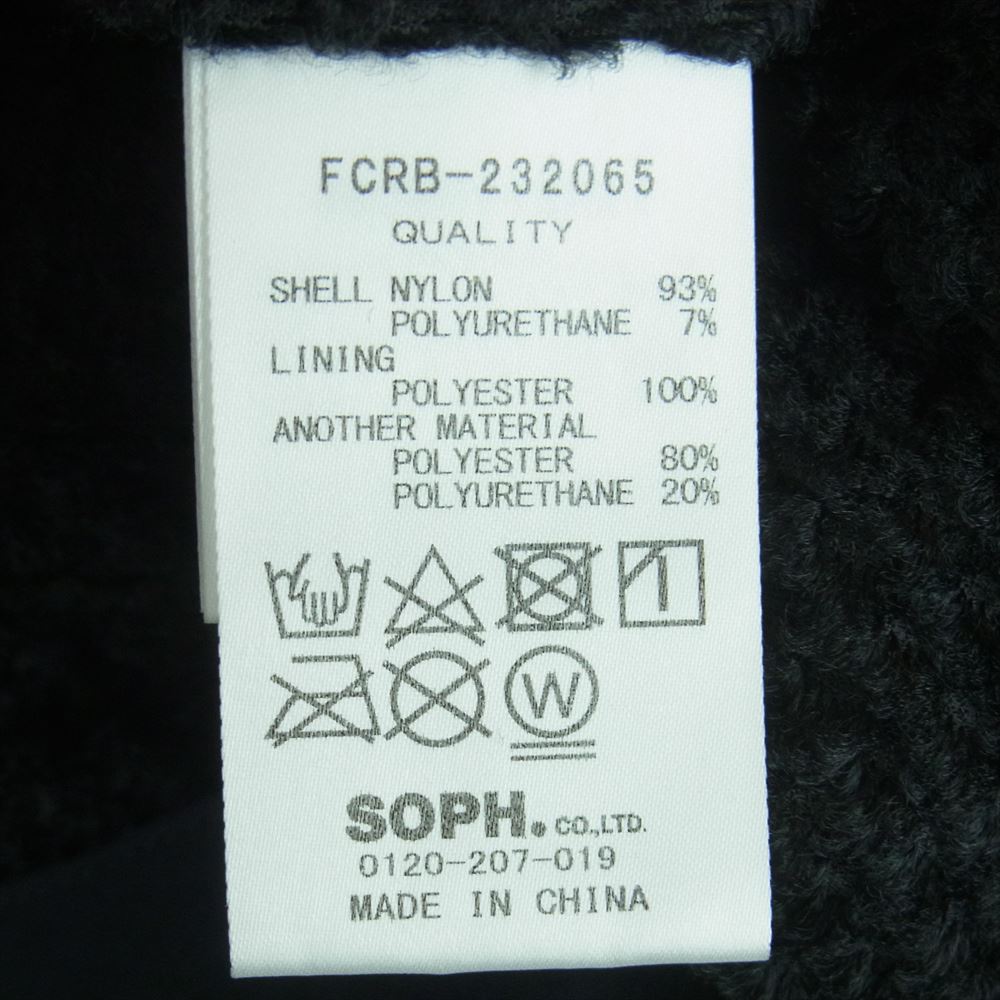 FCRB-232065
QUALITY
SHELL NYLON 93%
POLYURETHANE 7%
LINING
POLYESTER 100%
ANOTHER MATERIAL
POLYESTER 80%
POLYURETHANE 20%
W
SOPH. CO.,LTD.
0120-207-019
MADE IN CHINA